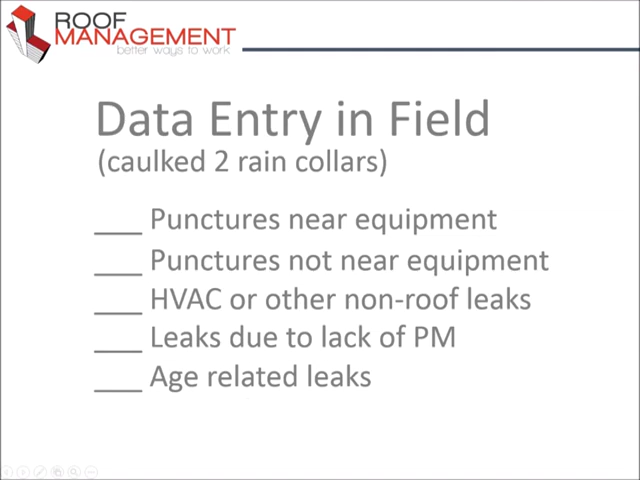 ROOF
MANAGEMENT
better ways to work
Data Entry in Field
(caulked 2 rain collars)
___ Punctures near equipment
___ Punctures not near equipment
___ HVAC or other non-roof leaks
___ Leaks due to lack of PM
___ Age related leaks